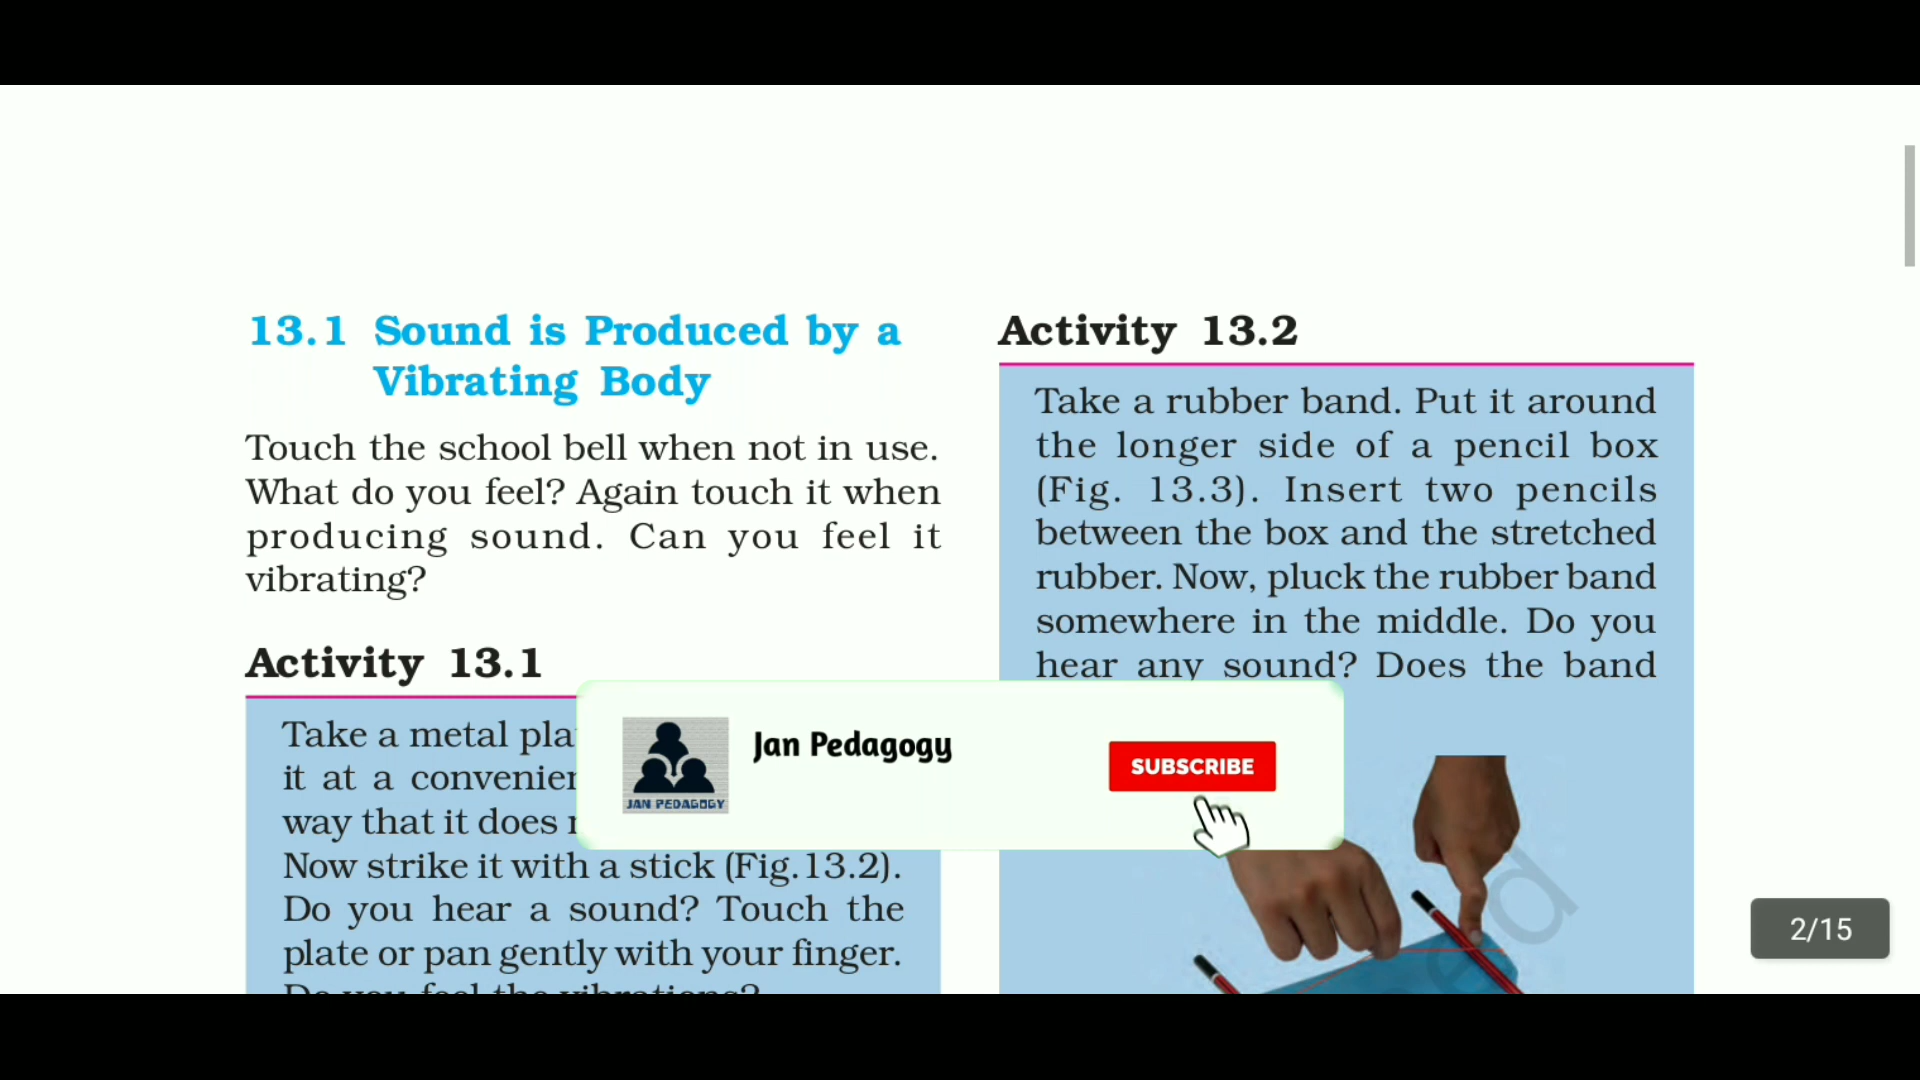 13.1 Sound is Produced by a
Vibrating Body
Touch the school bell when not in use.
What do you feel? Again touch it when
producing sound. Can you feel it
vibrating?
Activity 13.1
Take a metal
it at a
way that it does
Now strike it with a stick (Fig.13.2).
Do you hear a sound? Touch the
plate or pan gently with your finger.
Do you feel the vibrations?
Activity 13.2
Take a rubber band. Put it around
the longer side of a pencil box
(Fig. 13.3). Insert two pencils
between the box and the stretched
rubber. Now, pluck the rubber band
somewhere in the middle. Do you
hear any sound? Does the band
Jan Pedagogy
JAN PEDAGOGY
SUBSCRIBE
2/15